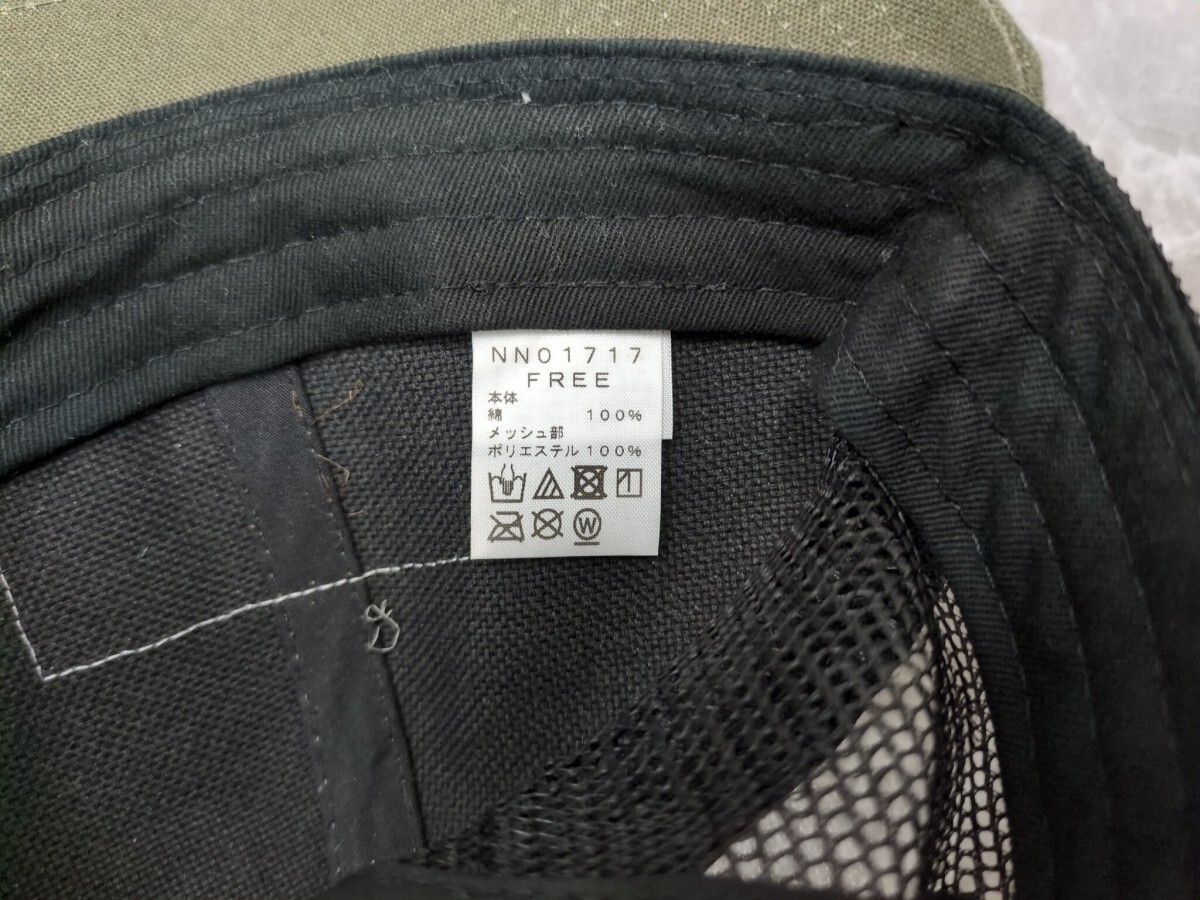 NN01717
FREE
本体
綿 100%
メッシュ部
ポリエステル 100%
W